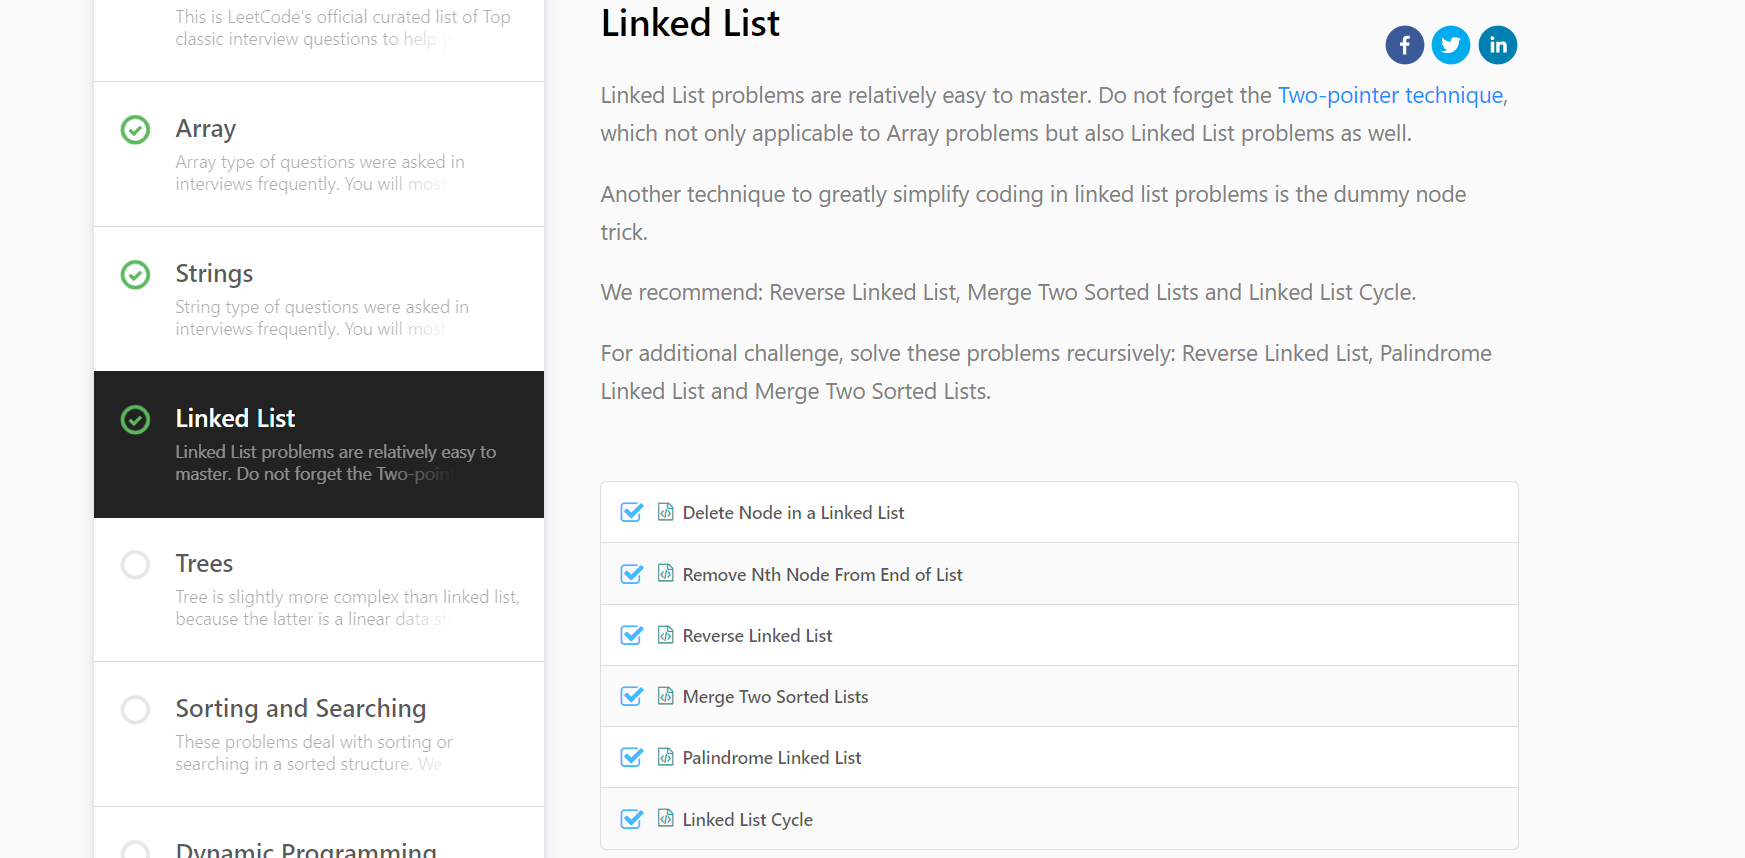 This is LeetCode's official curated list of Top
classic interview questions to help y
Array
Array type of questions were asked in
interviews frequently. You will most
Strings
String type of questions were asked in
interviews frequently. You will most
Linked List
Linked List problems are relatively easy to
master. Do not forget the Two-poin
Trees
Tree is slightly more complex than linked list,
because the latter is a linear data st
Sorting and Searching
These problems deal with sorting or
searching in a sorted structure. We
Dynamic Programming
Linked List
f
in
Linked List problems are relatively easy to master. Do not forget the Two-pointer technique,
which not only applicable to Array problems but also Linked List problems as well.
Another technique to greatly simplify coding in linked list problems is the dummy node
trick.
We recommend: Reverse Linked List, Merge Two Sorted Lists and Linked List Cycle.
For additional challenge, solve these problems recursively: Reverse Linked List, Palindrome
Linked List and Merge Two Sorted Lists.
Delete Node in a Linked List
Remove Nth Node From End of List
Reverse Linked List
Merge Two Sorted Lists
Palindrome Linked List
Linked List Cycle